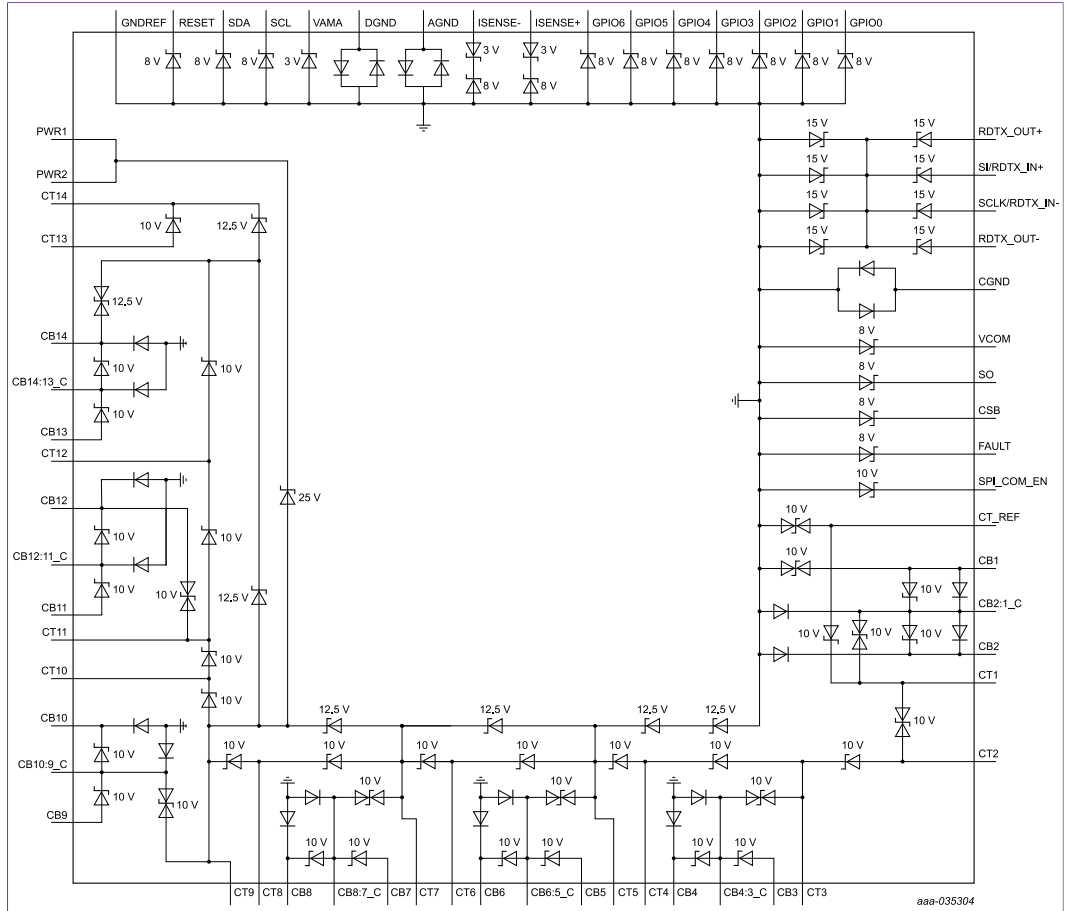 GNDREF RESET SDA SCL VAMA DGND AGND ISENSE- ISENSE+ GPIO6 GPIO5 GPIO4 GPIO3 GPIO2 GPIO1 GPIO0
3 V 3 V
8 V 8 V 8 V 3 V 8 V 8 V 8 V 8 V 8 V 8 V 8 V 8 V 8 V
PWR1
PWR2
CT14
10 V 12.5 V
CT13
12.5 V
CB14
10 V 10 V
CB14:13_C
10 V
CB13
CT12
CB12
25 V
10 V 10 V
CB12:11_C
10 V 10 V 12.5 V
CB11
CT11
10 V
CT10
10 V
CB10
10 V
CB10:9_C
10 V 10 V
CB9
15 V 15 V RDTX_OUT+
15 V 15 V SI/RDTX_IN+
15 V 15 V SCLK/RDTX_IN-
15 V 15 V RDTX_OUT-
CGND
8 V VCOM
8 V SO
8 V CSB
8 V FAULT
10 V SPI_COM_EN
10 V CT_REF
10 V CB1
10 V
CB2:1_C
10 V 10 V 10 V
CB2
CT1
10 V
CT2
12.5 V 12.5 V 12.5 V 12.5 V
10 V 10 V 10 V 10 V 10 V 10 V 10 V
10 V 10 V 10 V
10 V 10 V 10 V 10 V 10 V 10 V
CT9 CT8 CB8 CB8:7_C CB7 CT7 CT6 CB6 CB6:5_C CB5 CT5 CT4 CB4 CB4:3_C CB3 CT3
aaa-035304